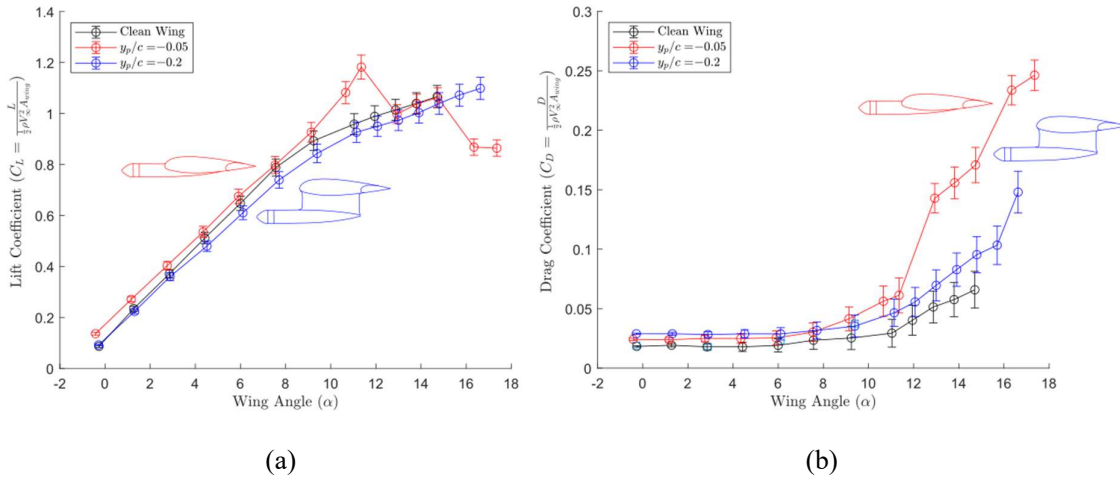 Clean Wing
y_p/c = −0.05
y_p/c = −0.2
Lift Coefficient (C_L = L / ½ρV²_∞A_wing)
1.4
1.2
1
0.8
0.6
0.4
0.2
0
-2 0 2 4 6 8 10 12 14 16 18
Wing Angle (α)
(a)
Clean Wing
y_p/c = −0.05
y_p/c = −0.2
Drag Coefficient (C_D = D / ½ρV²_∞A_wing)
0.3
0.25
0.2
0.15
0.1
0.05
0
-2 0 2 4 6 8 10 12 14 16 18
Wing Angle (α)
(b)